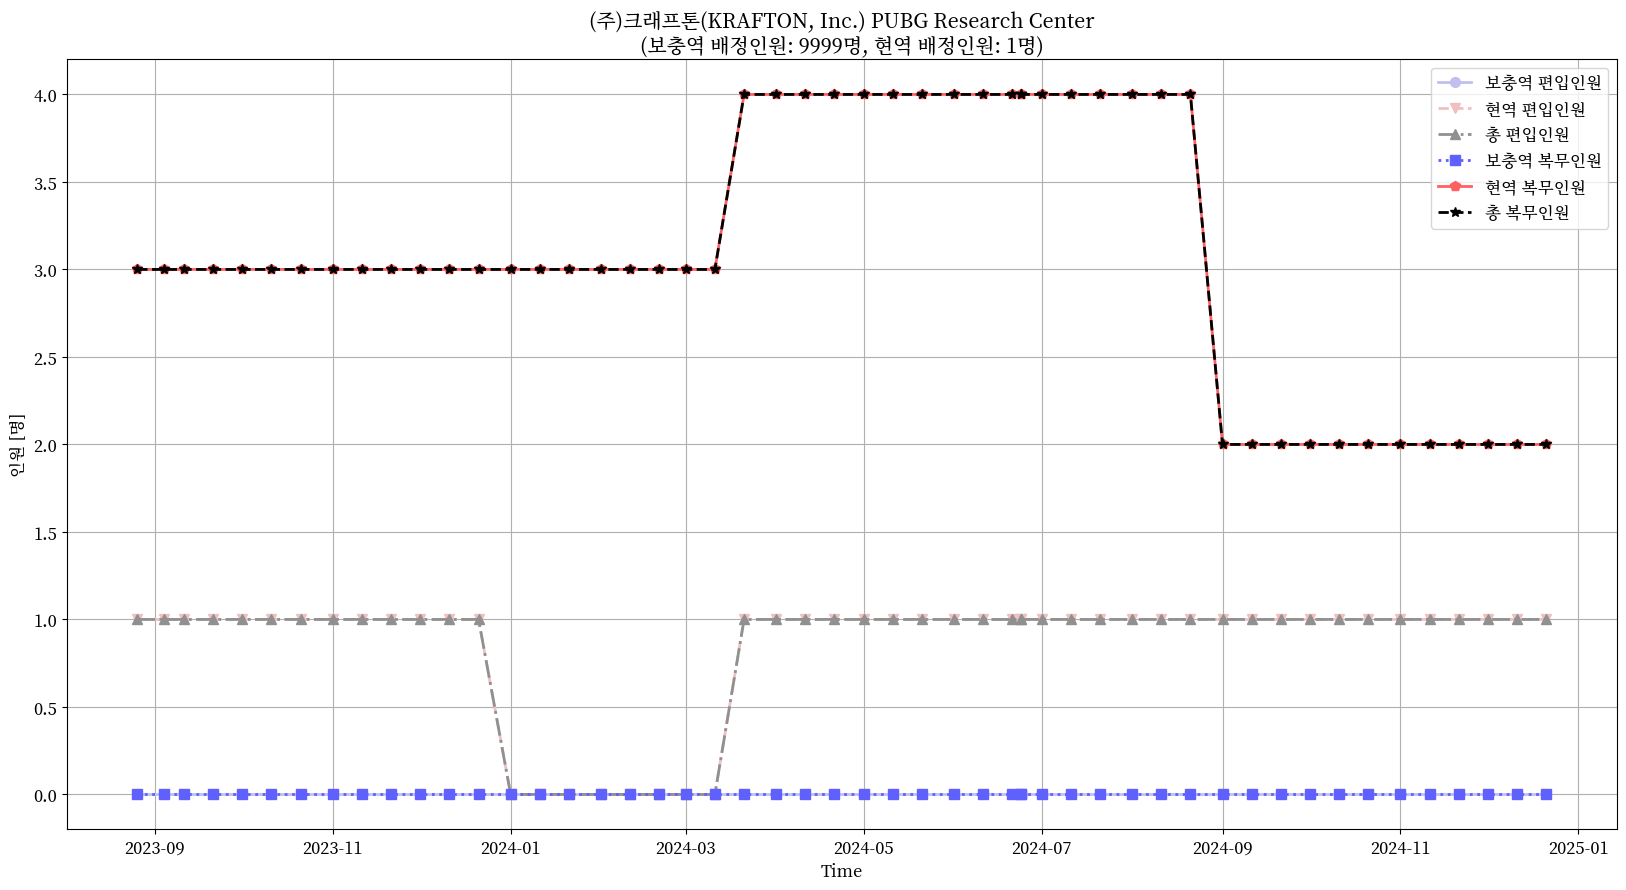 (주)크래프톤(KRAFTON, Inc.) PUBG Research Center
(보충역 배정인원: 9999명, 현역 배정인원: 1명)
보충역 편입인원
현역 편입인원
총 편입인원
보충역 복무인원
현역 복무인원
총 복무인원
인원 [명]
4.0
3.5
3.0
2.5
2.0
1.5
1.0
0.5
0.0
2023-09
2023-11
2024-01
2024-03
2024-05
2024-07
2024-09
2024-11
2025-01
Time